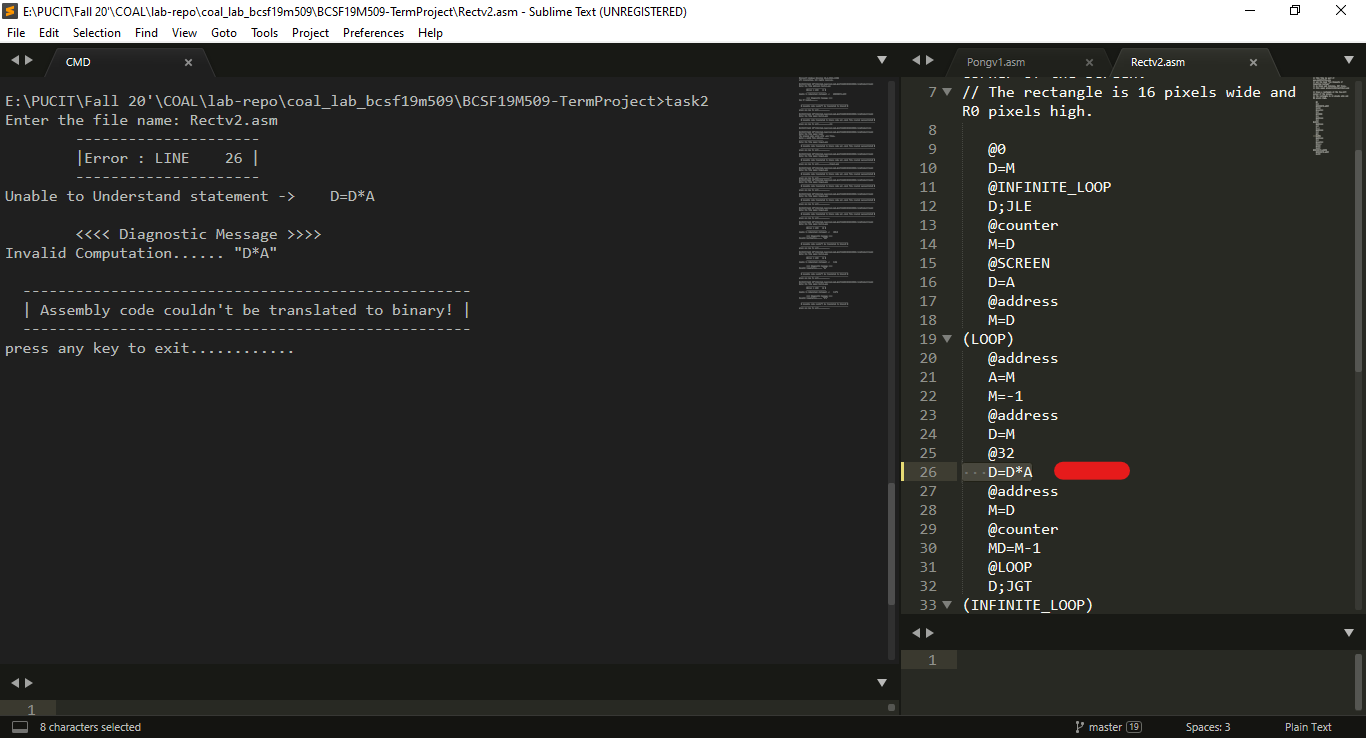 E:\PUCIT\Fall 20'\COAL\lab-repo\coal_lab_bcsf19m509\BCSF19M509-TermProject\Rectv2.asm - Sublime Text (UNREGISTERED)
File Edit Selection Find View Goto Tools Project Preferences Help
CMD
E:\PUCIT\Fall 20'\COAL\lab-repo\coal_lab_bcsf19m509\BCSF19M509-TermProject>task2
Enter the file name: Rectv2.asm
---------------------
|Error : LINE    26 |
---------------------
Unable to Understand statement ->    D=D*A
<<<< Diagnostic Message >>>>
Invalid Computation...... "D*A"
---------------------------------------------------
| Assembly code couldn't be translated to binary! |
---------------------------------------------------
press any key to exit............
1
Pongv1.asm Rectv2.asm
7 // The rectangle is 16 pixels wide and
R0 pixels high.
8
9 @0
10 D=M
11 @INFINITE_LOOP
12 D;JLE
13 @counter
14 M=D
15 @SCREEN
16 D=A
17 @address
18 M=D
19 (LOOP)
20 @address
21 A=M
22 M=-1
23 @address
24 D=M
25 @32
26 D=D*A
27 @address
28 M=D
29 @counter
30 MD=M-1
31 @LOOP
32 D;JGT
33 (INFINITE_LOOP)
1
8 characters selected master 19 Spaces: 3 Plain Text